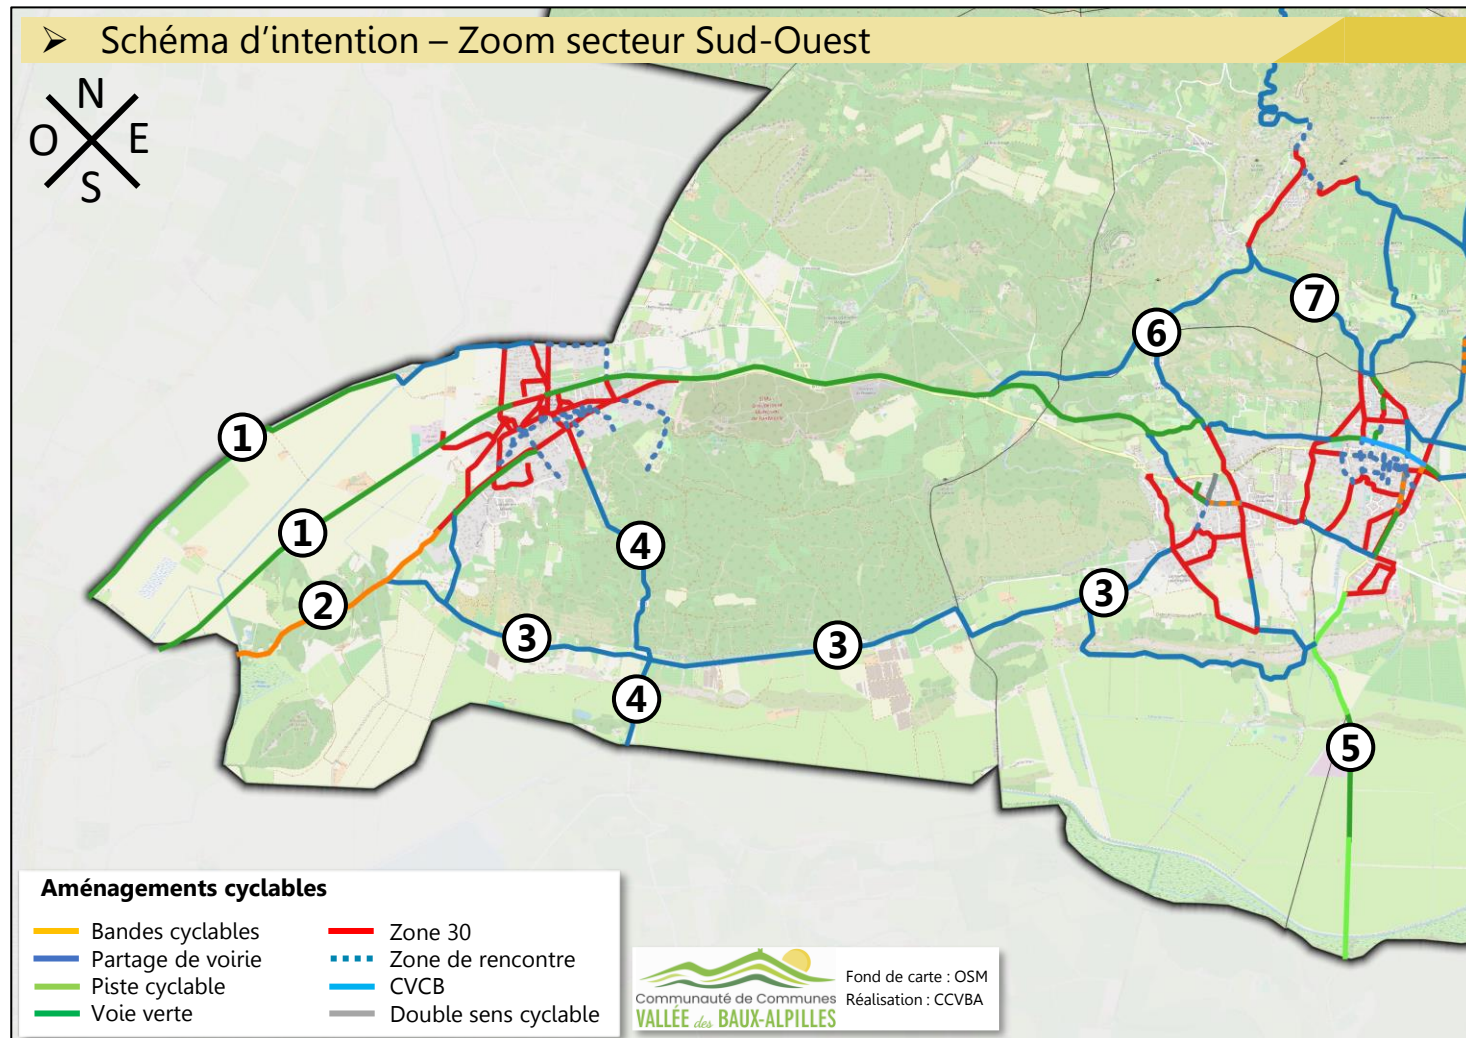 ➢ Schéma d'intention – Zoom secteur Sud-Ouest
N
O E
S
7
6
1
1
4
2
3
3
3
4
5
Aménagements cyclables
Bandes cyclables
Partage de voirie
Piste cyclable
Voie verte
Zone 30
Zone de rencontre
CVCB
Double sens cyclable
Communauté de Communes
VALLÉE des BAUX-ALPILLES
Fond de carte : OSM
Réalisation : CCVBA